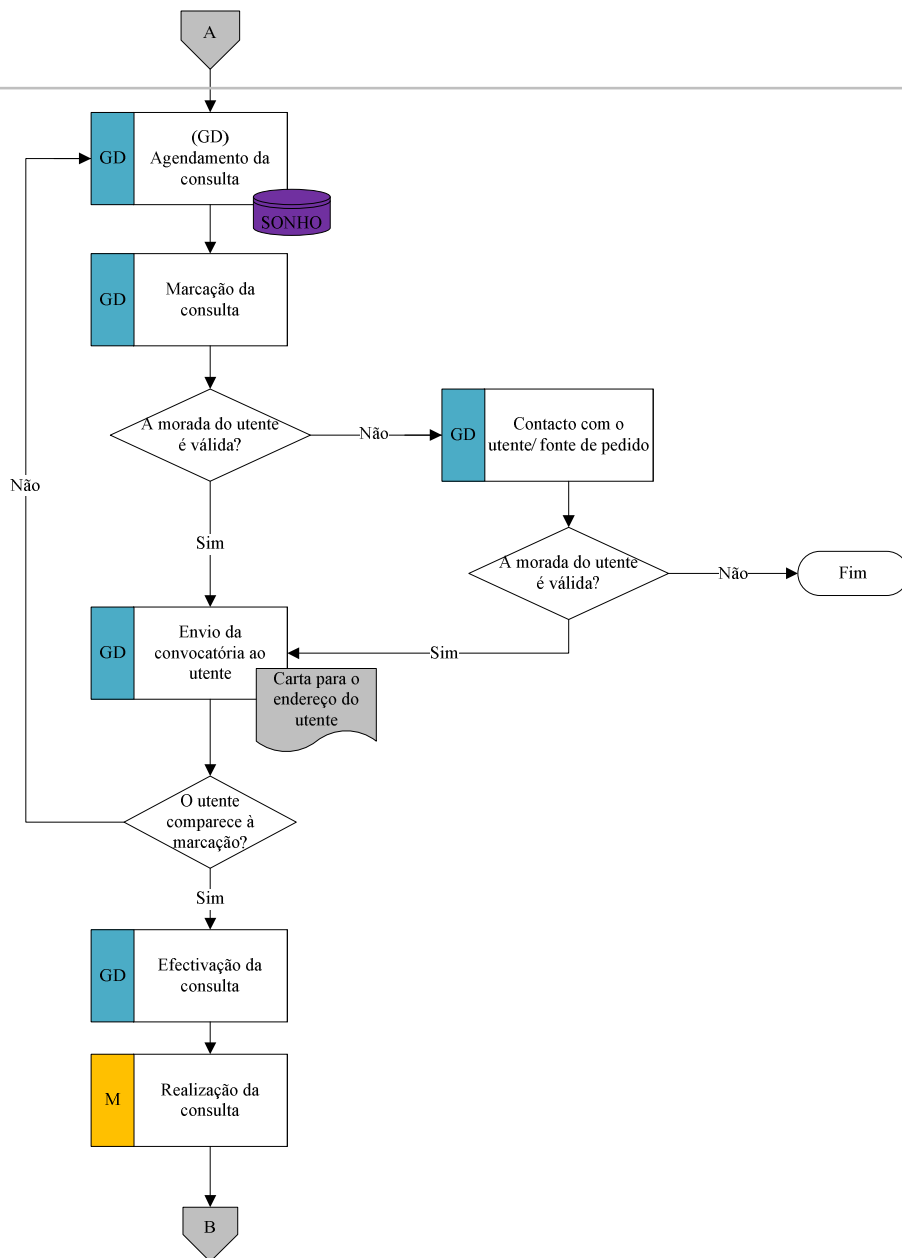 A
GD
(GD)
Agendamento da
consulta
SONHO
GD
Marcação da
consulta
A morada do utente
é válida?
Não
GD
Contacto com o
utente/ fonte de pedido
Não
Sim
A morada do utente
é válida?
Não
Fim
GD
Envio da
convocatória ao
utente
Sim
Carta para o
endereço do
utente
O utente
comparece à
marcação?
Sim
GD
Efectivação da
consulta
M
Realização da
consulta
B